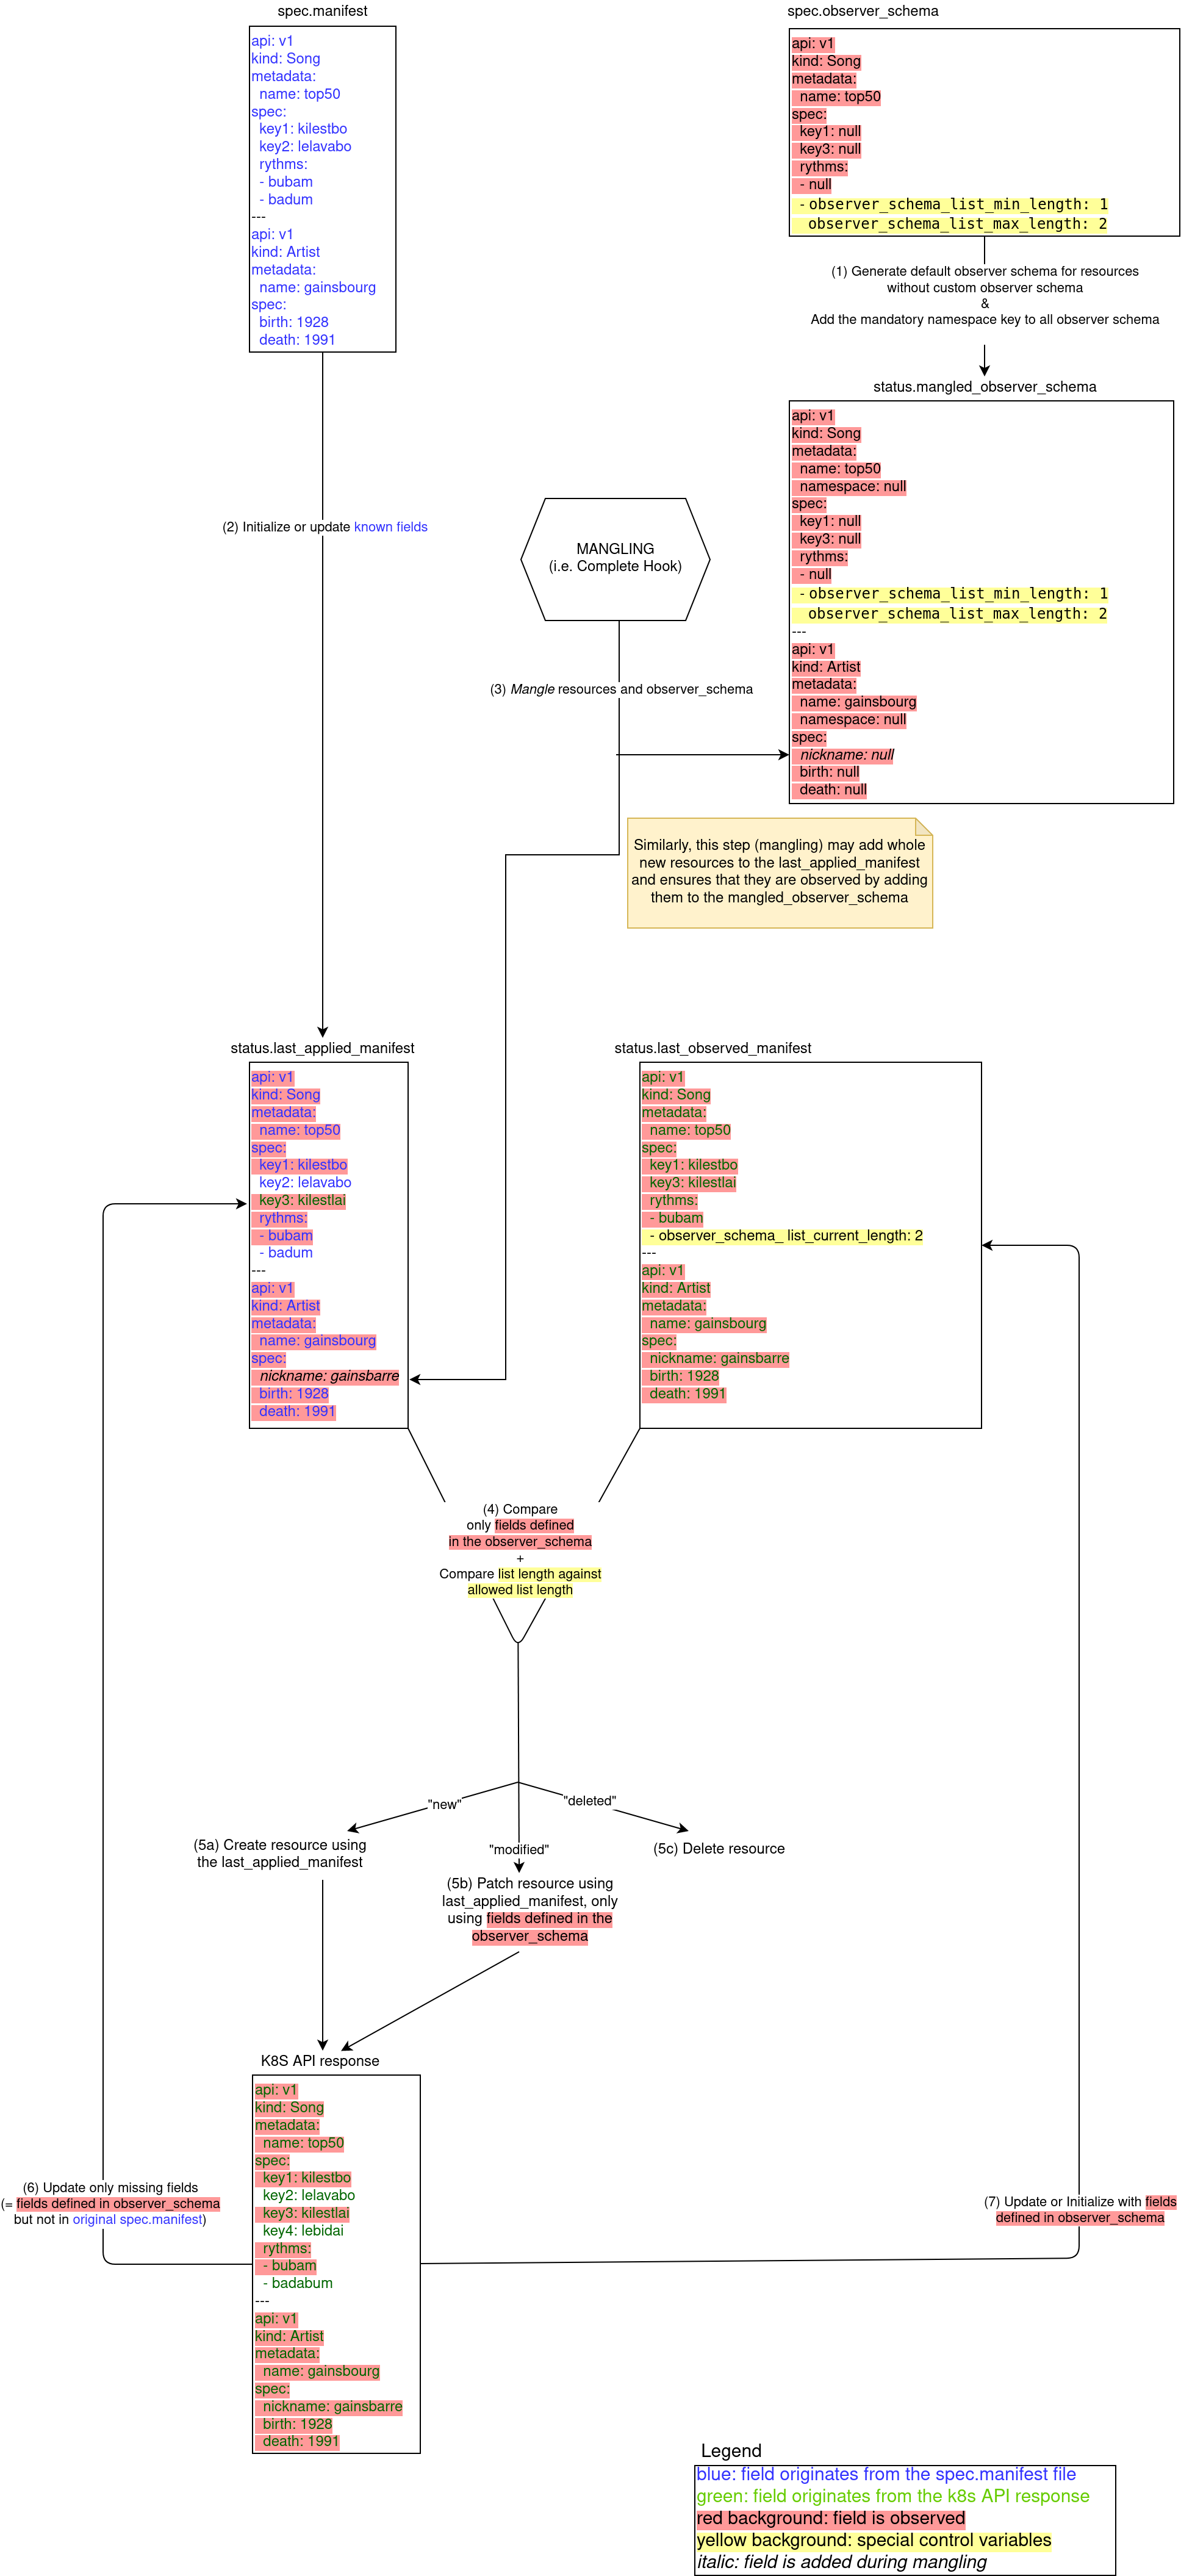 spec.manifest
api: v1
kind: Song
metadata:
  name: top50
spec:
  key1: kilestbo
  key2: lelavabo
  rythms:
  - bubam
  - badum
---
api: v1
kind: Artist
metadata:
  name: gainsbourg
spec:
  birth: 1928
  death: 1991
spec.observer_schema
api: v1
kind: Song
metadata:
  name: top50
spec:
  key1: null
  key3: null
  rythms:
  - null
  - observer_schema_list_min_length: 1
    observer_schema_list_max_length: 2
(1) Generate default observer schema for resources
without custom observer schema
&
Add the mandatory namespace key to all observer schema
status.mangled_observer_schema
api: v1
kind: Song
metadata:
  name: top50
  namespace: null
spec:
  key1: null
  key3: null
  rythms:
  - null
  - observer_schema_list_min_length: 1
    observer_schema_list_max_length: 2
---
api: v1
kind: Artist
metadata:
  name: gainsbourg
  namespace: null
spec:
  nickname: null
  birth: null
  death: null
(2) Initialize or update known fields
MANGLING
(i.e. Complete Hook)
(3) Mangle resources and observer_schema
Similarly, this step (mangling) may add whole
new resources to the last_applied_manifest
and ensures that they are observed by adding
them to the mangled_observer_schema
status.last_applied_manifest
api: v1
kind: Song
metadata:
  name: top50
spec:
  key1: kilestbo
  key2: lelavabo
  key3: kilestlai
  rythms:
  - bubam
  - badum
---
api: v1
kind: Artist
metadata:
  name: gainsbourg
spec:
  nickname: gainsbarre
  birth: 1928
  death: 1991
status.last_observed_manifest
api: v1
kind: Song
metadata:
  name: top50
spec:
  key1: kilestbo
  key3: kilestlai
  rythms:
  - bubam
  - observer_schema_ list_current_length: 2
---
api: v1
kind: Artist
metadata:
  name: gainsbourg
spec:
  nickname: gainsbarre
  birth: 1928
  death: 1991
(4) Compare
only fields defined
in the observer_schema
+
Compare list length against
allowed list length
"new"
"deleted"
"modified"
(5a) Create resource using
the last_applied_manifest
(5c) Delete resource
(5b) Patch resource using
last_applied_manifest, only
using fields defined in the
observer_schema
K8S API response
api: v1
kind: Song
metadata:
  name: top50
spec:
  key1: kilestbo
  key2: lelavabo
  key3: kilestlai
  key4: lebidai
  rythms:
  - bubam
  - badabum
---
api: v1
kind: Artist
metadata:
  name: gainsbourg
spec:
  nickname: gainsbarre
  birth: 1928
  death: 1991
(6) Update only missing fields
(= fields defined in observer_schema
but not in original spec.manifest)
(7) Update or Initialize with fields
defined in observer_schema
Legend
blue: field originates from the spec.manifest file
green: field originates from the k8s API response
red background: field is observed
yellow background: special control variables
italic: field is added during mangling